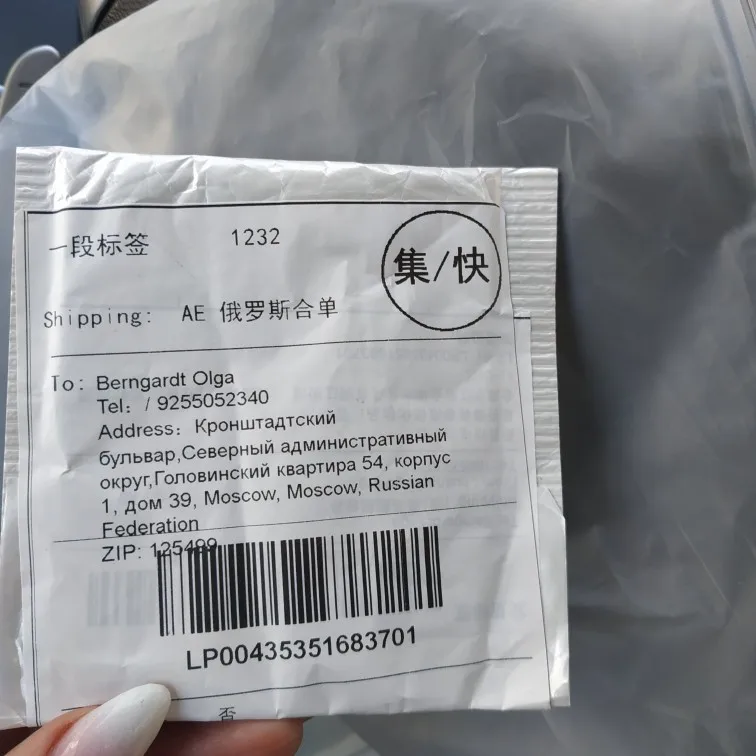 一段标签 1232
集/快
Shipping: AE 俄罗斯合单
To: Berngardt Olga
Tel: / 9255052340
Address: Кронштадтский
бульвар,Северный административный
округ,Головинский квартира 54, корпус
1, дом 39, Moscow, Moscow, Russian
Federation
ZIP: 125499
LP00435351683701
否